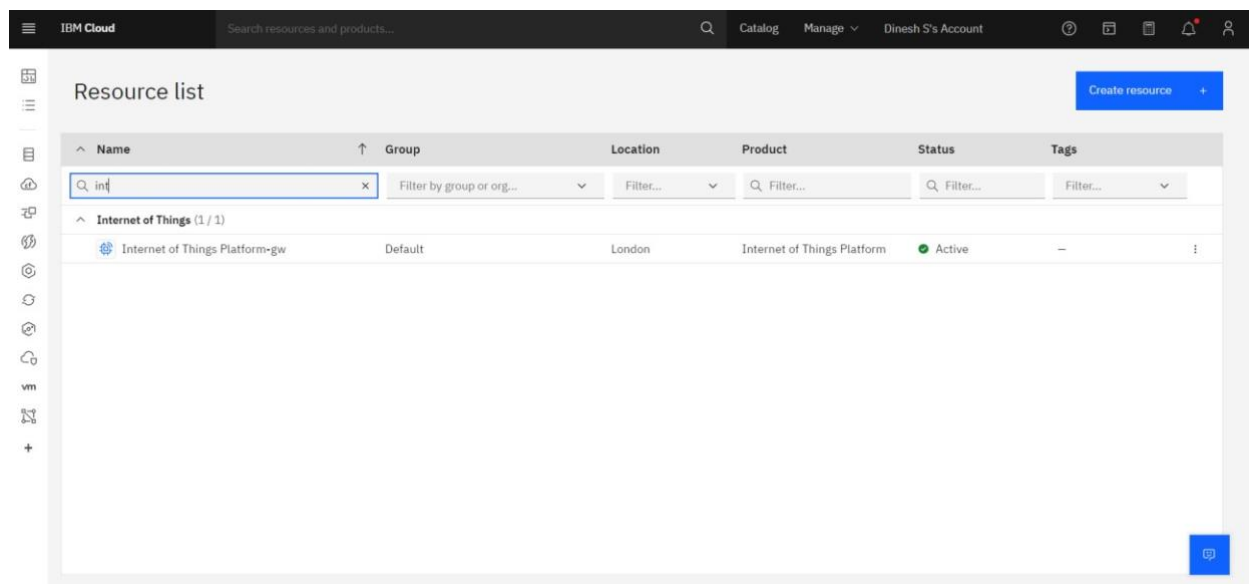 IBM Cloud Search resources and products... Catalog Manage Dinesh S's Account
Resource list
Create resource +
Name Group Location Product Status Tags
int Filter by group or org... Filter... Filter... Filter... Filter...
Internet of Things (1 / 1)
Internet of Things Platform-gw Default London Internet of Things Platform Active –
vm